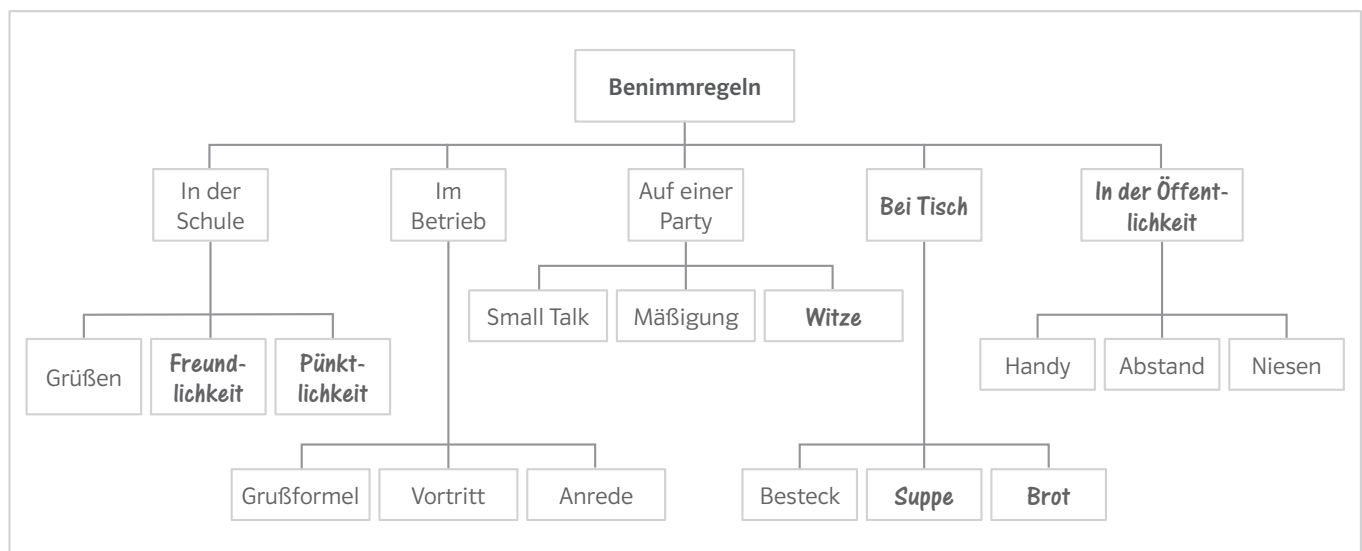 Benimmregeln
In der
Schule
Im
Betrieb
Auf einer
Party
Bei Tisch
In der Öffent-
lichkeit
Grüßen
Freund-
lichkeit
Pünkt-
lichkeit
Small Talk
Mäßigung
Witze
Handy
Abstand
Niesen
Grußformel
Vortritt
Anrede
Besteck
Suppe
Brot